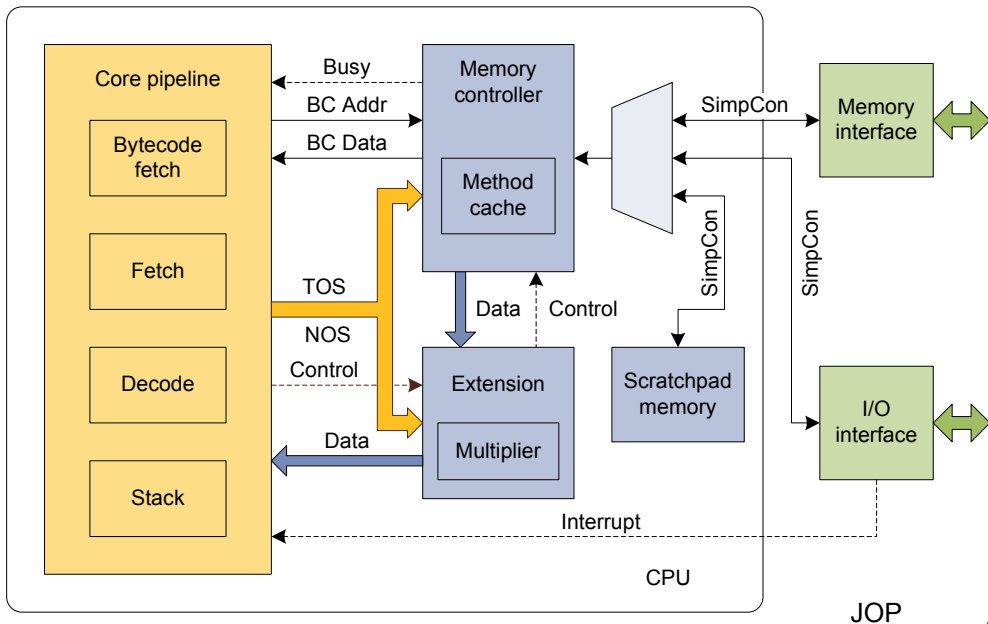 Core pipeline
Bytecode
fetch
Fetch
Decode
Stack
Busy
BC Addr
BC Data
TOS
NOS
Control
Data
Memory
controller
Method
cache
Data
Control
Extension
Multiplier
SimpCon
SimpCon
SimpCon
Scratchpad
memory
Memory
interface
I/O
interface
Interrupt
CPU
JOP